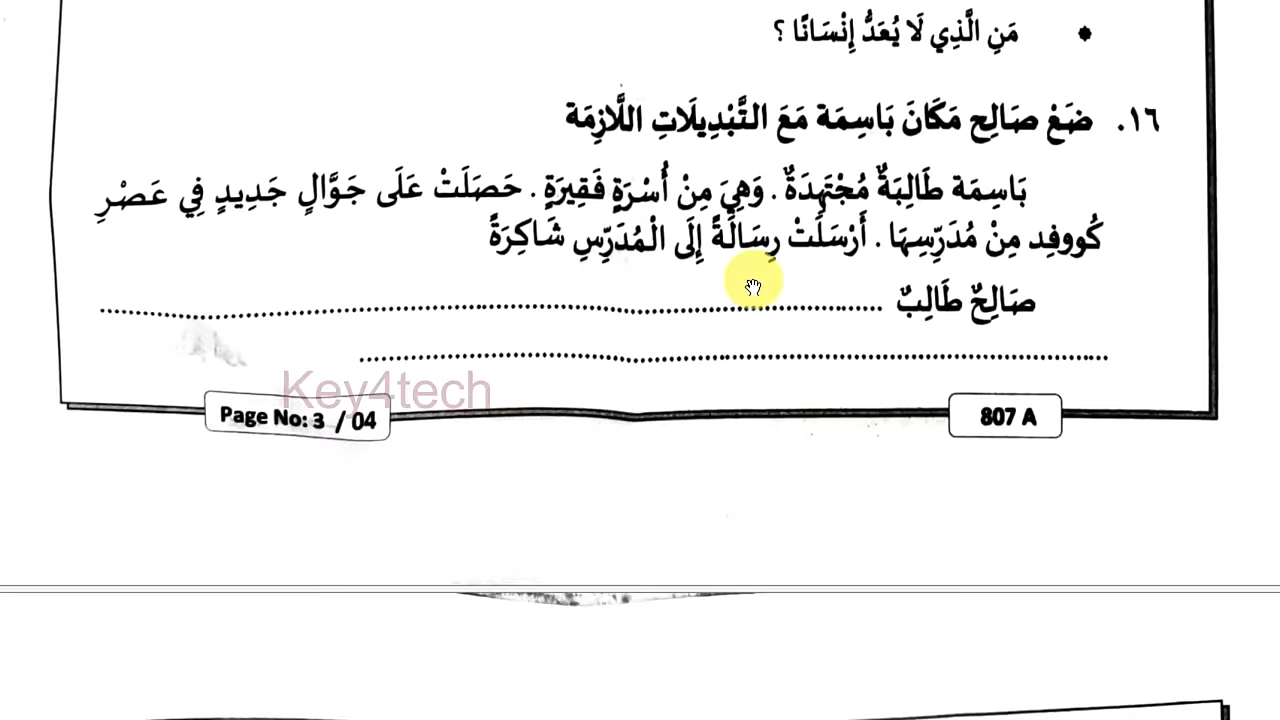 * مَنِ الَّذِي لَا يُعَدُّ إِنْسَانًا ؟
١٦. ضَعْ صَالِح مَكَانَ بَاسِمَة مَعَ التَّبْدِيلَاتِ اللَّازِمَة
بَاسِمَة طَالِبَةٌ مُجْتَهِدَةٌ . وَهِيَ مِنْ أُسْرَةٍ فَقِيرَةٍ . حَصَلَتْ عَلَى جَوَّالٍ جَدِيدٍ فِي عَصْرِ
كُووفِد مِنْ مُدَرِّسِهَا . أَرْسَلَتْ رِسَالَةً إِلَى الْمُدَرِّسِ شَاكِرَةً
صَالِحٌ طَالِبٌ
Key4tech
Page No: 3 / 04
807 A